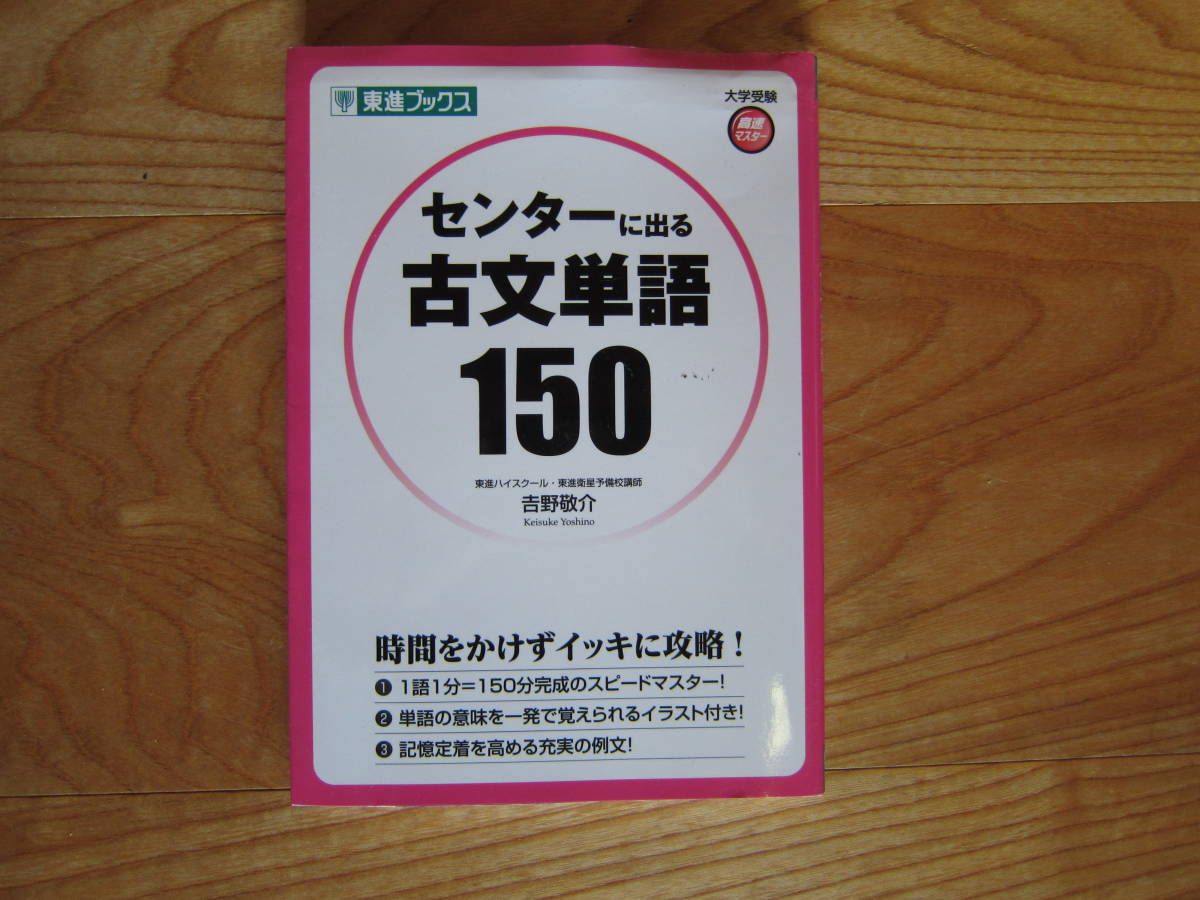 東進ブックス
大学受験
高速
マスター
センターに出る
古文単語
150
東進ハイスクール・東進衛星予備校講師
吉野敬介
Keisuke Yoshino
時間をかけずイッキに攻略！
❶ 1語1分=150分完成のスピードマスター!
❷ 単語の意味を一発で覚えられるイラスト付き!
❸ 記憶定着を高める充実の例文!